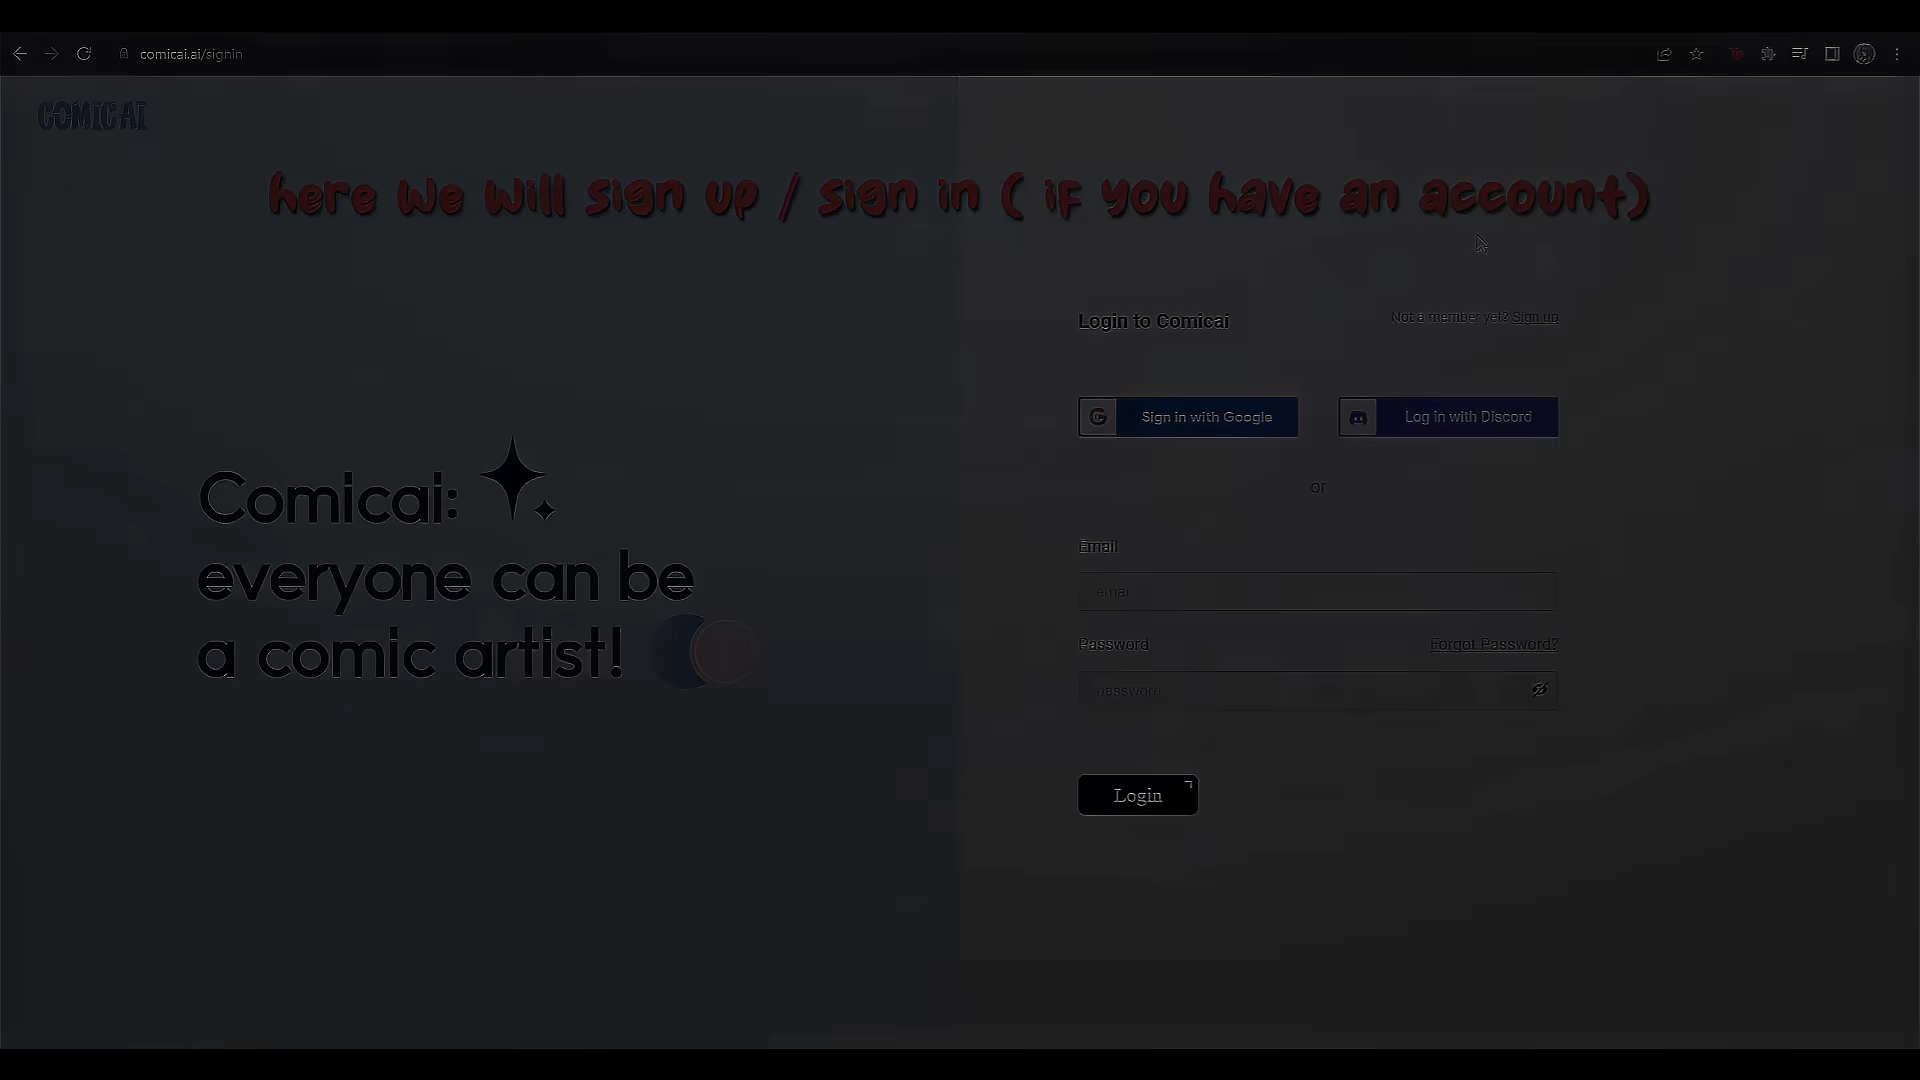 comicai.ai/signin
COMICAI
here we will sign up / sign in ( if you have an account)
Login to Comicai
Not a member yet? Sign up
Sign in with Google
Log in with Discord
or
Comicai:
everyone can be
a comic artist!
Email
email
Password
Forgot Password?
password
Login